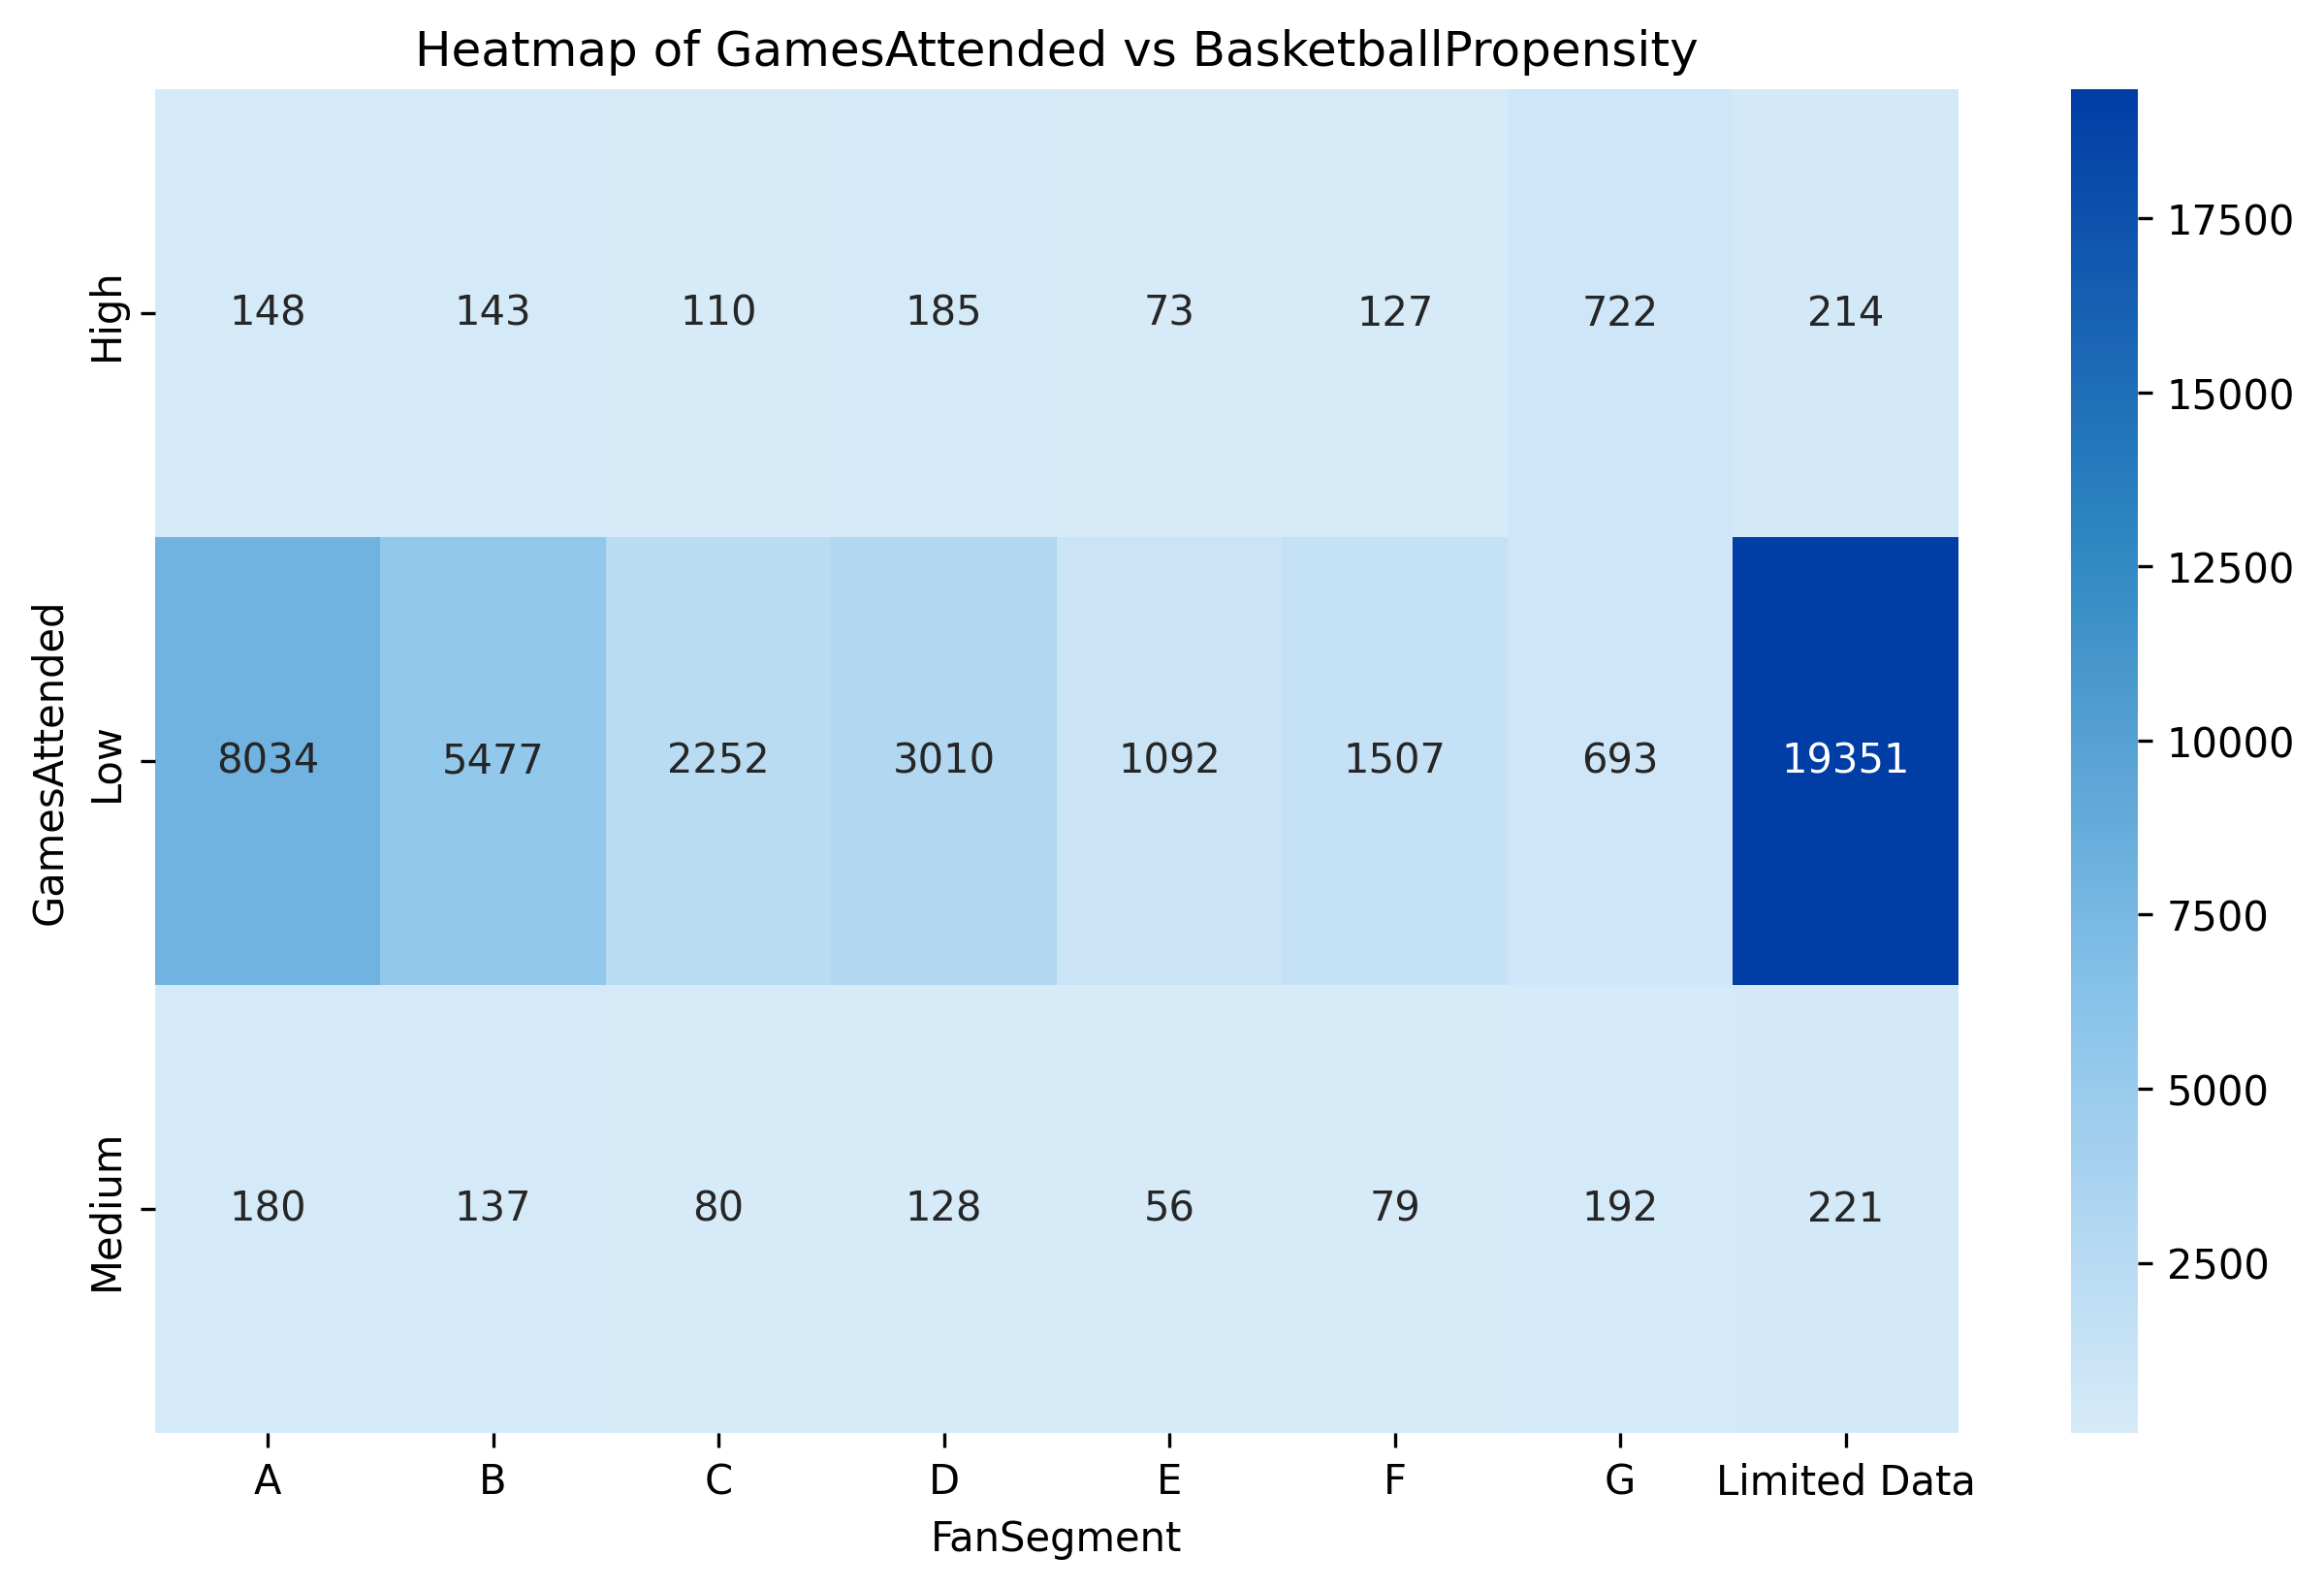 Heatmap of GamesAttended vs BasketballPropensity
GamesAttended
High
148 143 110 185 73 127 722 214
Low
8034 5477 2252 3010 1092 1507 693 19351
Medium
180 137 80 128 56 79 192 221
A B C D E F G Limited Data
FanSegment
17500
15000
12500
10000
7500
5000
2500